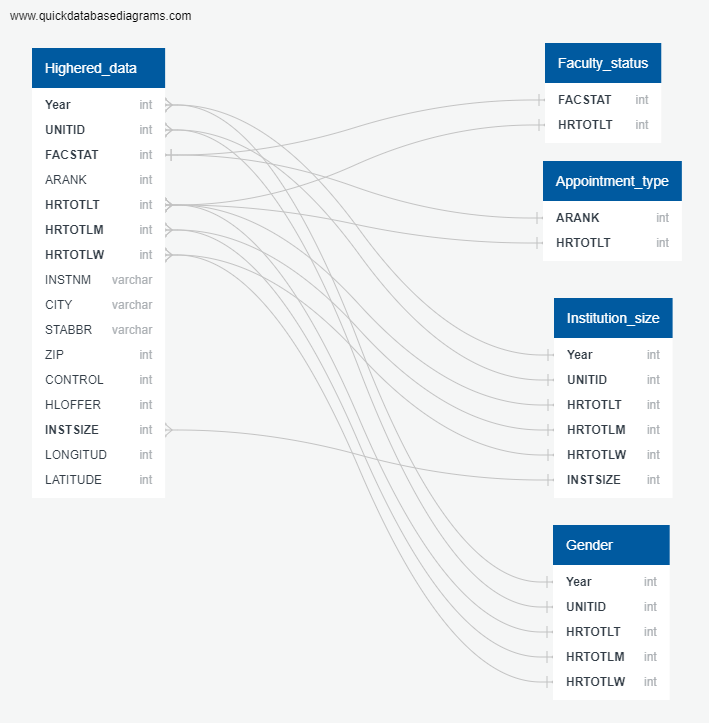 www.quickdatabasediagrams.com
Highered_data
Year int
UNITID int
FACSTAT int
ARANK int
HRTOTLT int
HRTOTLM int
HRTOTLW int
INSTNM varchar
CITY varchar
STABBR varchar
ZIP int
CONTROL int
HLOFFER int
INSTSIZE int
LONGITUD int
LATITUDE int
Faculty_status
FACSTAT int
HRTOTLT int
Appointment_type
ARANK int
HRTOTLT int
Institution_size
Year int
UNITID int
HRTOTLT int
HRTOTLM int
HRTOTLW int
INSTSIZE int
Gender
Year int
UNITID int
HRTOTLT int
HRTOTLM int
HRTOTLW int